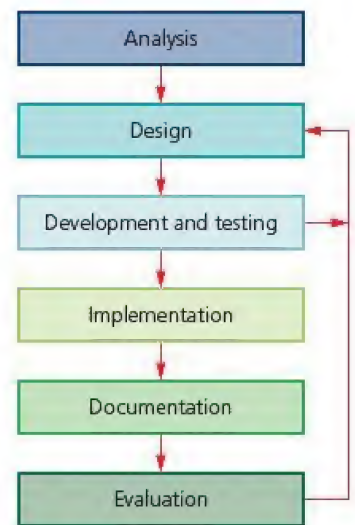 Analysis
Design
Development and testing
Implementation
Documentation
Evaluation